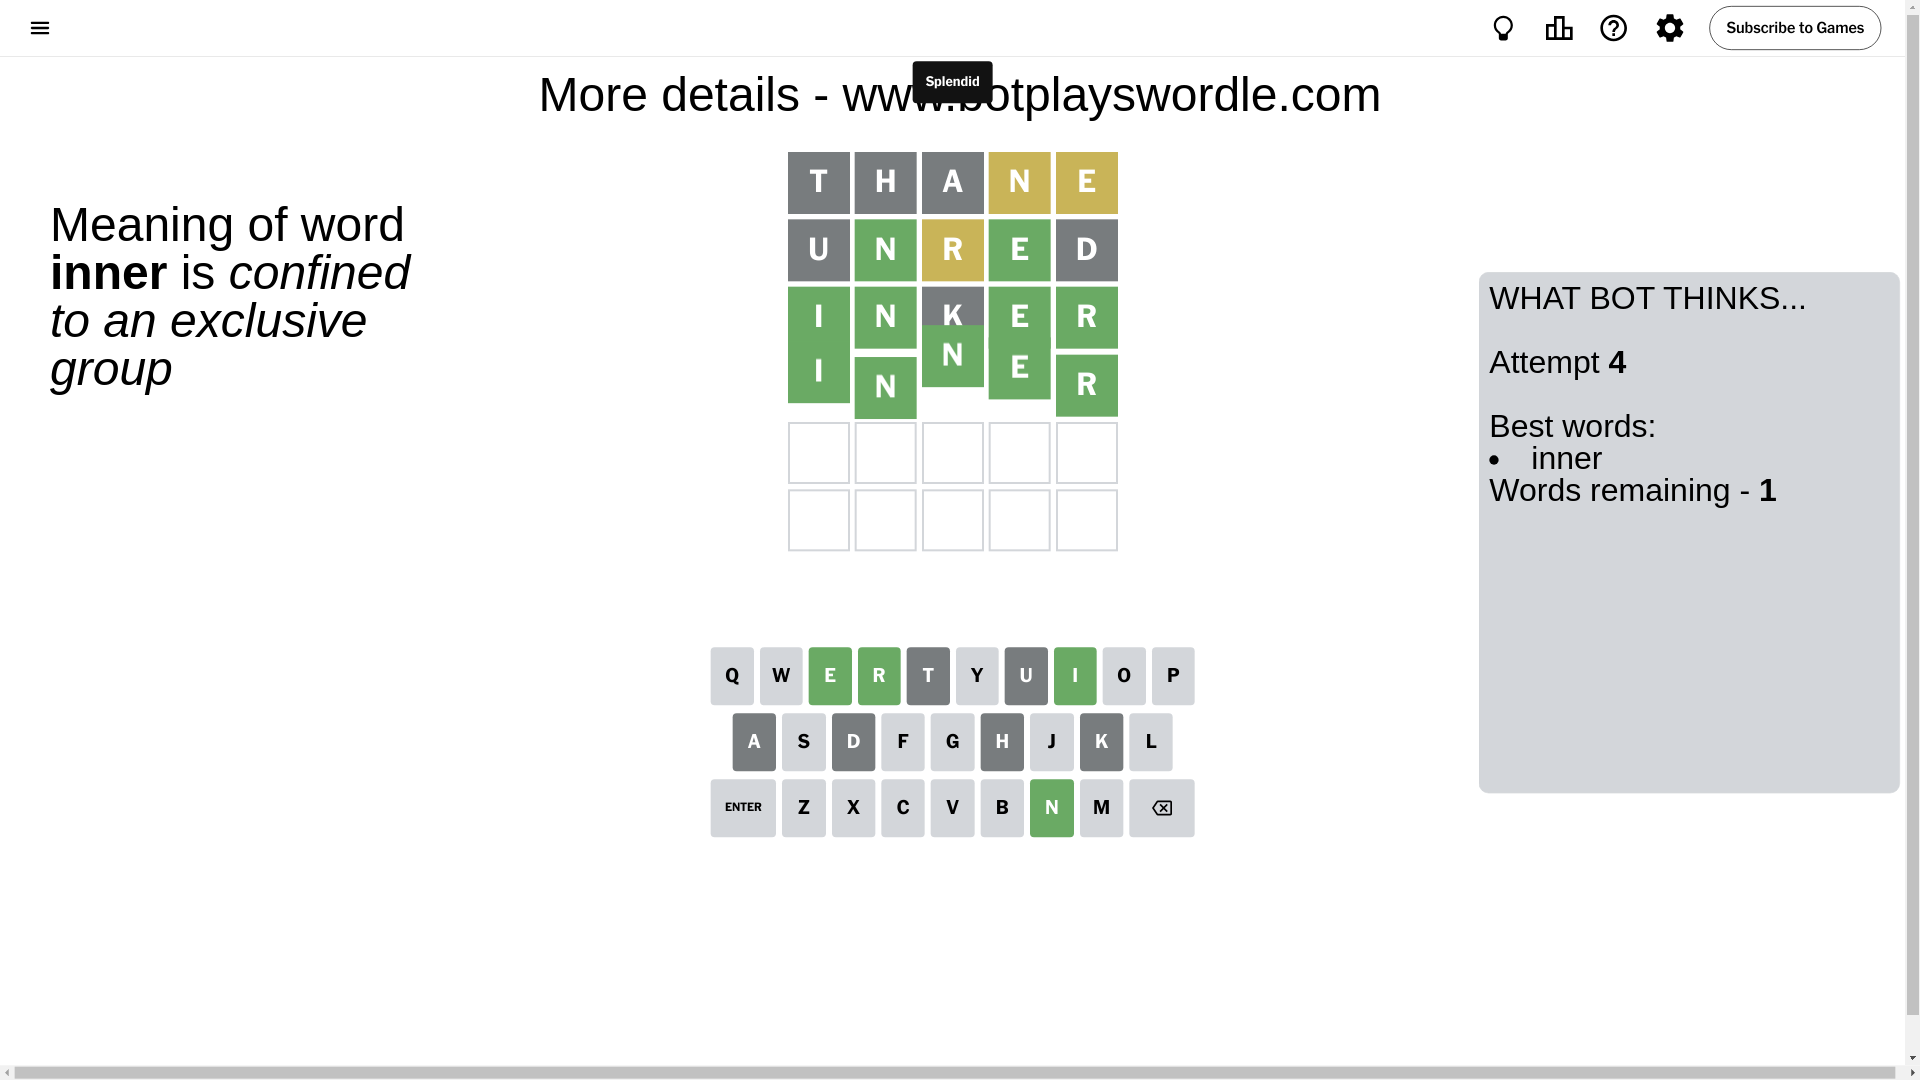 Subscribe to Games
Splendid
More details - www.botplayswordle.com
Meaning of word
inner is confined
to an exclusive
group
T H A N E
U N R E D
I N K E R
I N N E R
WHAT BOT THINKS...
Attempt 4
Best words:
• inner
Words remaining - 1
Q W E R T Y U I O P
A S D F G H J K L
ENTER Z X C V B N M